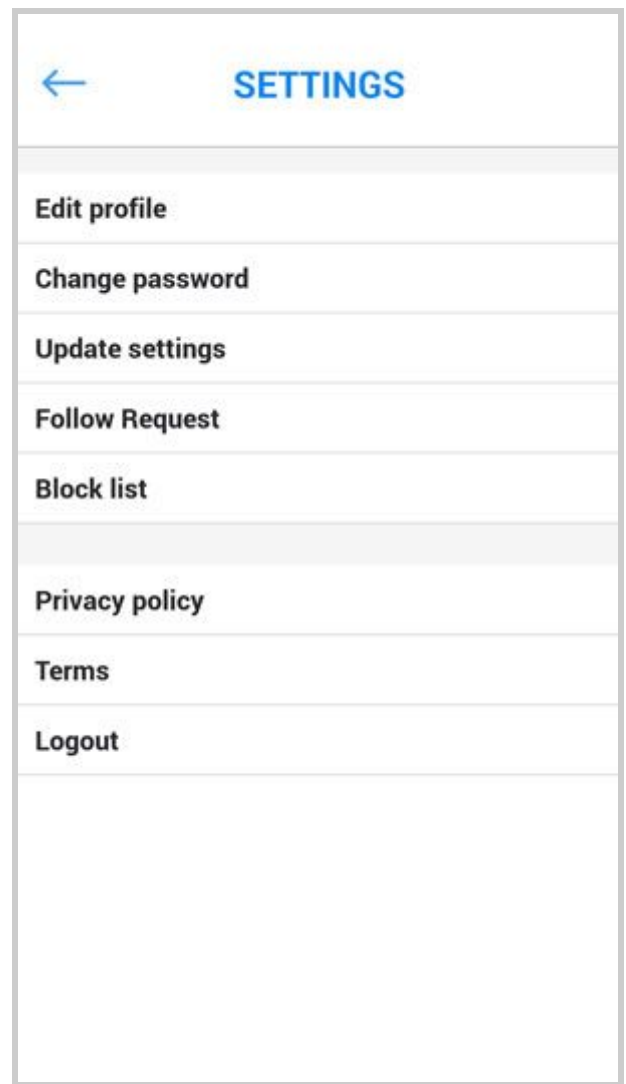 SETTINGS
Edit profile
Change password
Update settings
Follow Request
Block list
Privacy policy
Terms
Logout